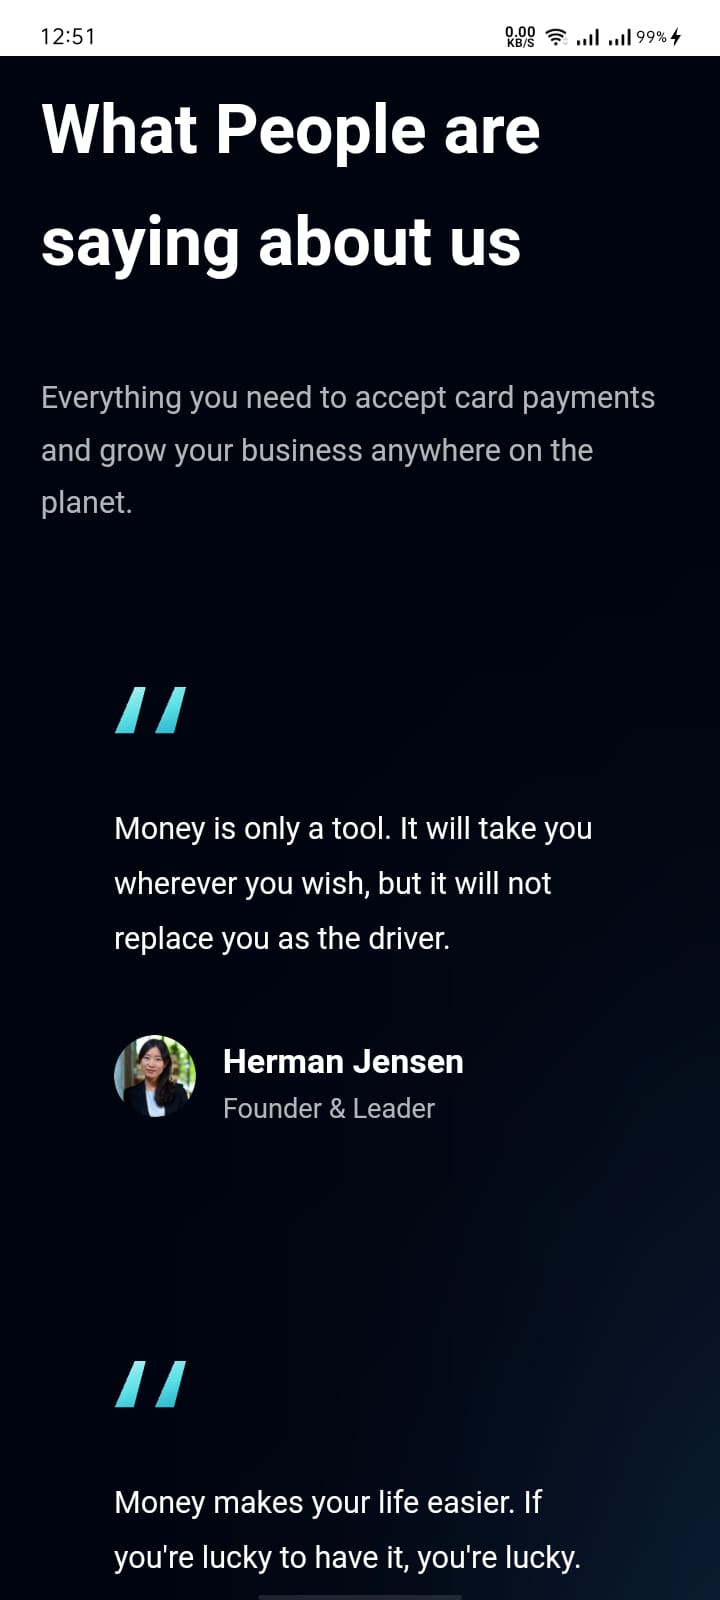 12:51
0.00
KB/S
99%
What People are
saying about us
Everything you need to accept card payments
and grow your business anywhere on the
planet.
Money is only a tool. It will take you
wherever you wish, but it will not
replace you as the driver.
Herman Jensen
Founder & Leader
Money makes your life easier. If
you're lucky to have it, you're lucky.